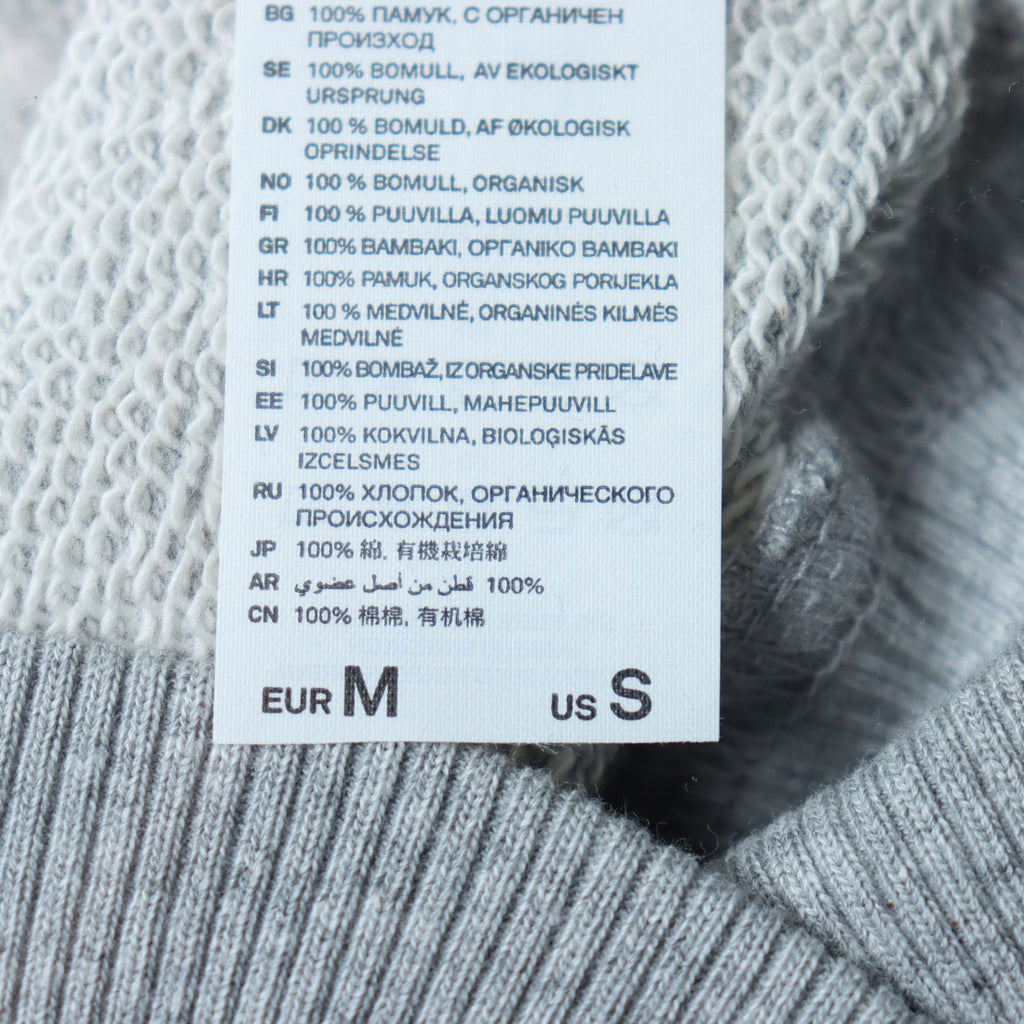 BG 100% ПАМУК, С ОРГАНИЧЕН
ПРОИЗХОД
SE 100% BOMULL, AV EKOLOGISKT
URSPRUNG
DK 100 % BOMULD, AF ØKOLOGISK
OPRINDELSE
NO 100 % BOMULL, ORGANISK
FI 100 % PUUVILLA, LUOMU PUUVILLA
GR 100% BAMBAKI, ΟΡΓΑΝΙΚΟ BAMBAKI
HR 100% PAMUK, ORGANSKOG PORIJEKLA
LT 100 % MEDVILNĖ, ORGANINĖS KILMĖS
MEDVILNĖ
SI 100% BOMBAŽ, IZ ORGANSKE PRIDELAVE
EE 100% PUUVILL, MAHEPUUVILL
LV 100% KOKVILNA, BIOLOĢISKĀS
IZCELSMES
RU 100% ХЛОПОК, ОРГАНИЧЕСКОГО
ПРОИСХОЖДЕНИЯ
JP 100% 綿, 有機栽培綿
AR 100% قطن من أصل عضوي
CN 100% 棉棉, 有机棉
EUR M US S